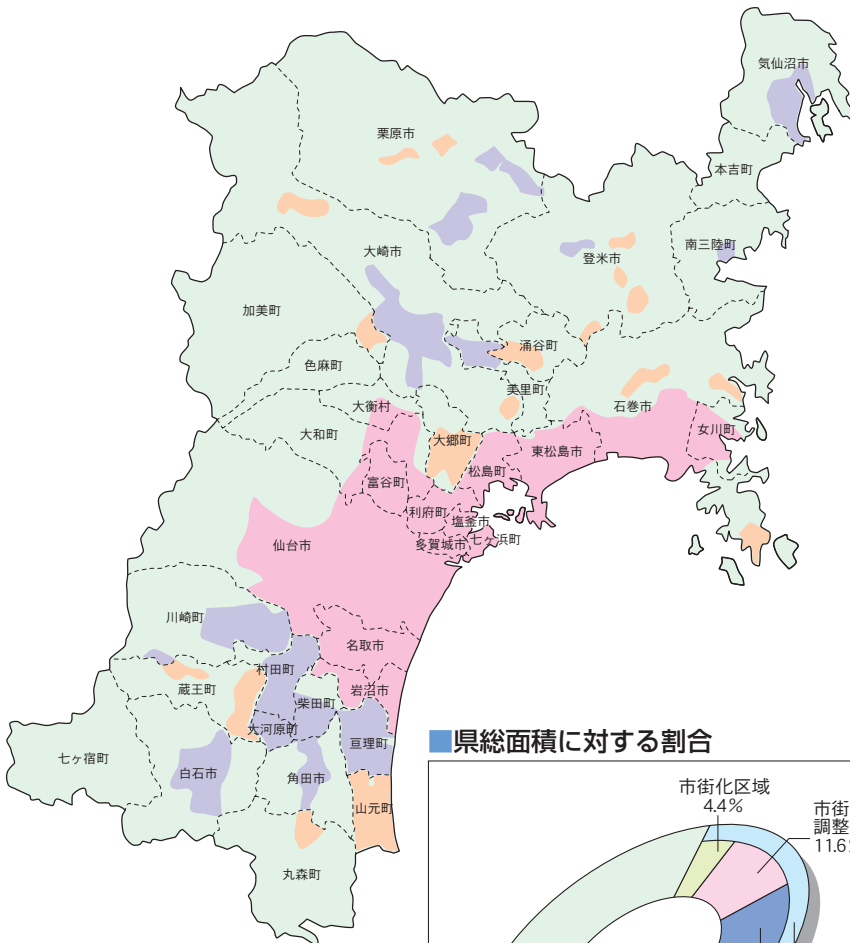 気仙沼市
栗原市
本吉町
南三陸町
大崎市
登米市
加美町
涌谷町
色麻町
美里町
大衡村
石巻市
大和町
大郷町
女川町
松島町
東松島市
富谷町
利府町
塩釜市
仙台市
多賀城市
七ヶ浜町
川崎町
名取市
村田町
蔵王町
岩沼市
柴田町
大河原町
亘理町
七ヶ宿町
白石市
角田市
山元町
丸森町
■県総面積に対する割合
市街化区域
4.4%
市街
調整
11.6